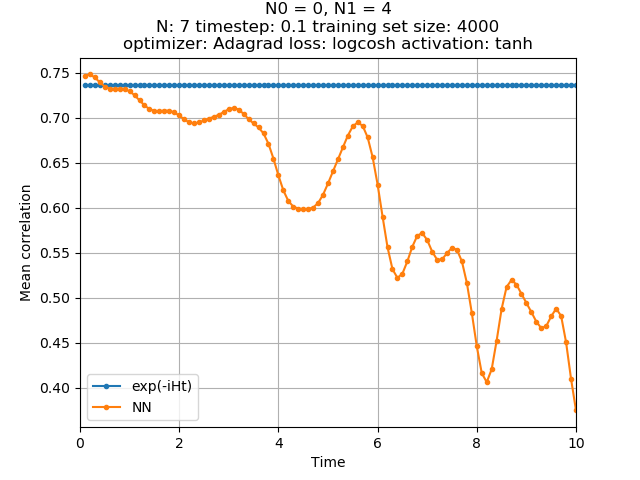 N0 = 0, N1 = 4
N: 7 timestep: 0.1 training set size: 4000
optimizer: Adagrad loss: logcosh activation: tanh
0.75
0.70
0.65
0.60
0.55
0.50
0.45
0.40
Mean correlation
exp(-iHt)
NN
0 2 4 6 8 10
Time